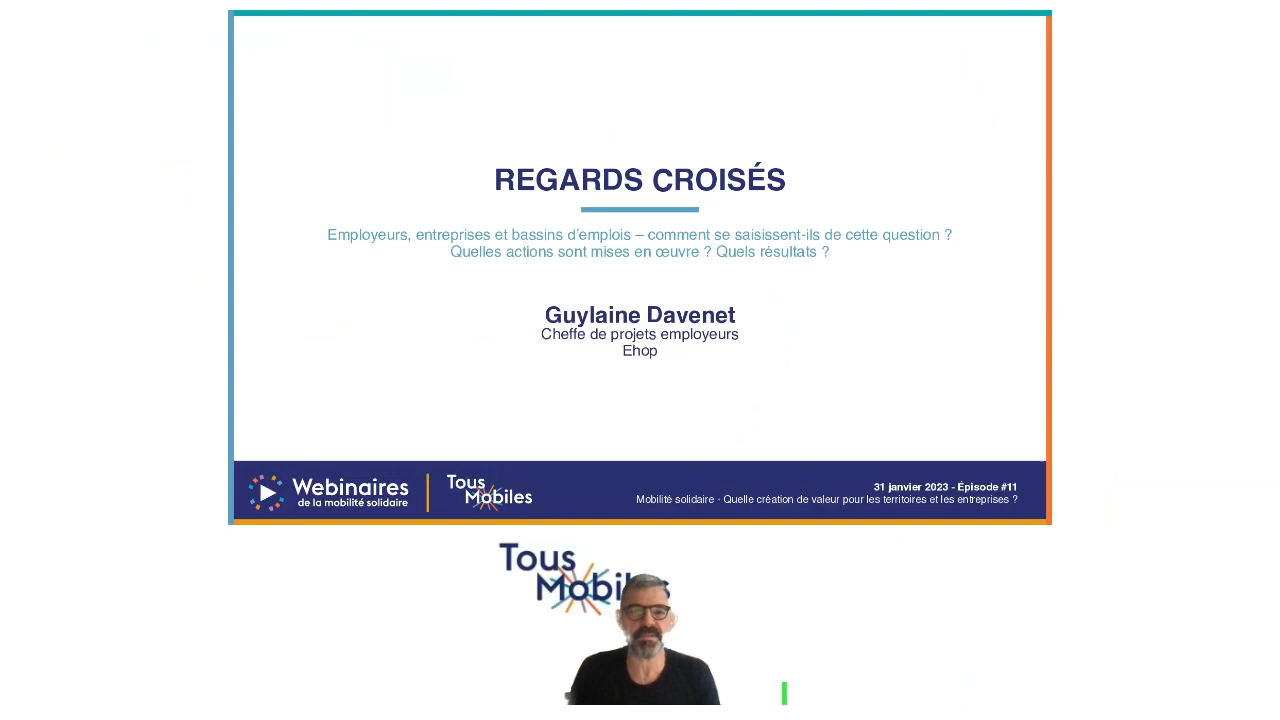 REGARDS CROISÉS
Employeurs, entreprises et bassins d'emplois – comment se saisissent-ils de cette question ?
Quelles actions sont mises en œuvre ? Quels résultats ?
Guylaine Davenet
Cheffe de projets employeurs
Ehop
Webinaires
de la mobilité solidaire
Tous
Mobiles
31 janvier 2023 - Épisode #11
Mobilité solidaire - Quelle création de valeur pour les territoires et les entreprises ?
Tous
Mobiles